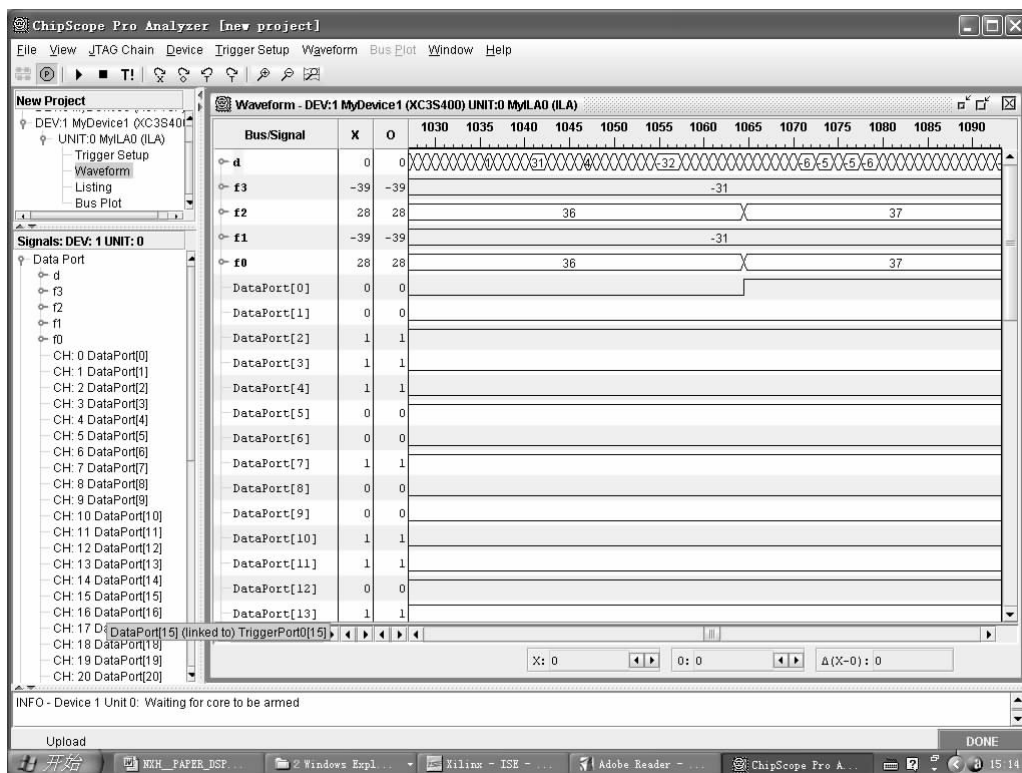 ChipScope Pro Analyzer [new project]
File View JTAG Chain Device Trigger Setup Waveform Bus Plot Window Help
T!
New Project
DEV:1 MyDevice1 (XC3S40
UNIT:0 MyILA0 (ILA)
Trigger Setup
Waveform
Listing
Bus Plot
Signals: DEV: 1 UNIT: 0
Data Port
d
f3
f2
f1
f0
CH: 0 DataPort[0]
CH: 1 DataPort[1]
CH: 2 DataPort[2]
CH: 3 DataPort[3]
CH: 4 DataPort[4]
CH: 5 DataPort[5]
CH: 6 DataPort[6]
CH: 7 DataPort[7]
CH: 8 DataPort[8]
CH: 9 DataPort[9]
CH: 10 DataPort[10]
CH: 11 DataPort[11]
CH: 12 DataPort[12]
CH: 13 DataPort[13]
CH: 14 DataPort[14]
CH: 15 DataPort[15]
CH: 16 DataPort[16]
CH: 17 D
DataPort[15] (linked to) TriggerPort0[15]
CH: 18 DataPort[18]
CH: 19 DataPort[19]
CH: 20 DataPort[20]
Waveform - DEV:1 MyDevice1 (XC3S400) UNIT:0 MyILA0 (ILA)
Bus/Signal X O 1030 1035 1040 1045 1050 1055 1060 1065 1070 1075 1080 1085 1090
d 0 0 31 -32 -6 -5 -5 -6
f3 -39 -39 -31
f2 28 28 36 37
f1 -39 -39 -31
f0 28 28 36 37
DataPort[0] 0 0
DataPort[1] 0 0
DataPort[2] 1 1
DataPort[3] 1 1
DataPort[4] 1 1
DataPort[5] 0 0
DataPort[6] 0 0
DataPort[7] 1 1
DataPort[8] 0 0
DataPort[9] 0 0
DataPort[10] 1 1
DataPort[11] 1 1
DataPort[12] 0 0
DataPort[13] 1 1
X: 0 O: 0 Δ(X-O): 0
INFO - Device 1 Unit 0: Waiting for core to be armed
Upload DONE
开始 NXH_PAPER_DSP... 2 Windows Expl... Xilinx - ISE - ... Adobe Reader - ... ChipScope Pro A... 15:14